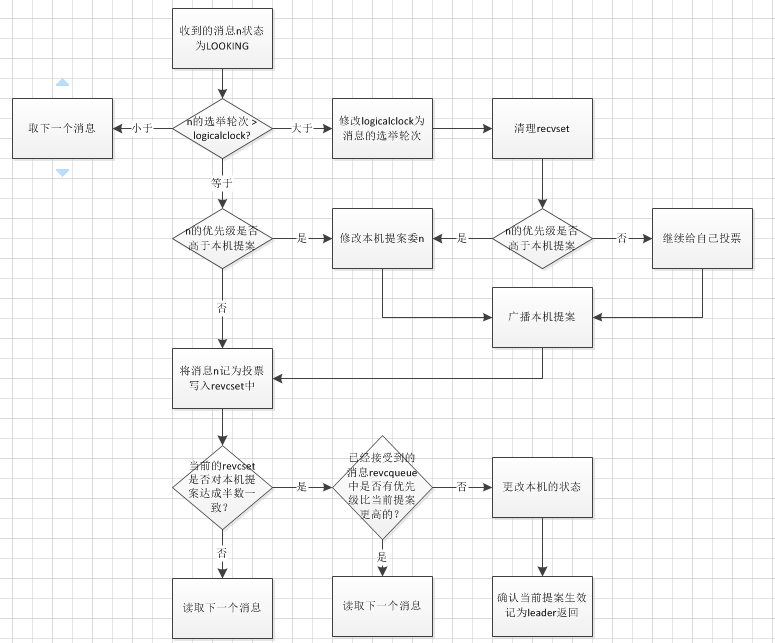 收到的消息n状态
为LOOKING
n的选举轮次 >
logicalclock?
小于
取下一个消息
大于
修改logicalclock为
消息的选举轮次
清理recvset
等于
n的优先级是否
高于本机提案
是
修改本机提案委n
是
n的优先级是否
高于本机提案
否
继续给自己投票
广播本机提案
否
将消息n记为投票
写入revcset中
当前的revcset
是否对本机提
案达成半数一
致？
是
已经接受到的
消息revcqueue
中是否有优先
级比当前提案
更高的？
否
更改本机的状态
否
是
读取下一个消息
读取下一个消息
确认当前提案生效
记为leader返回